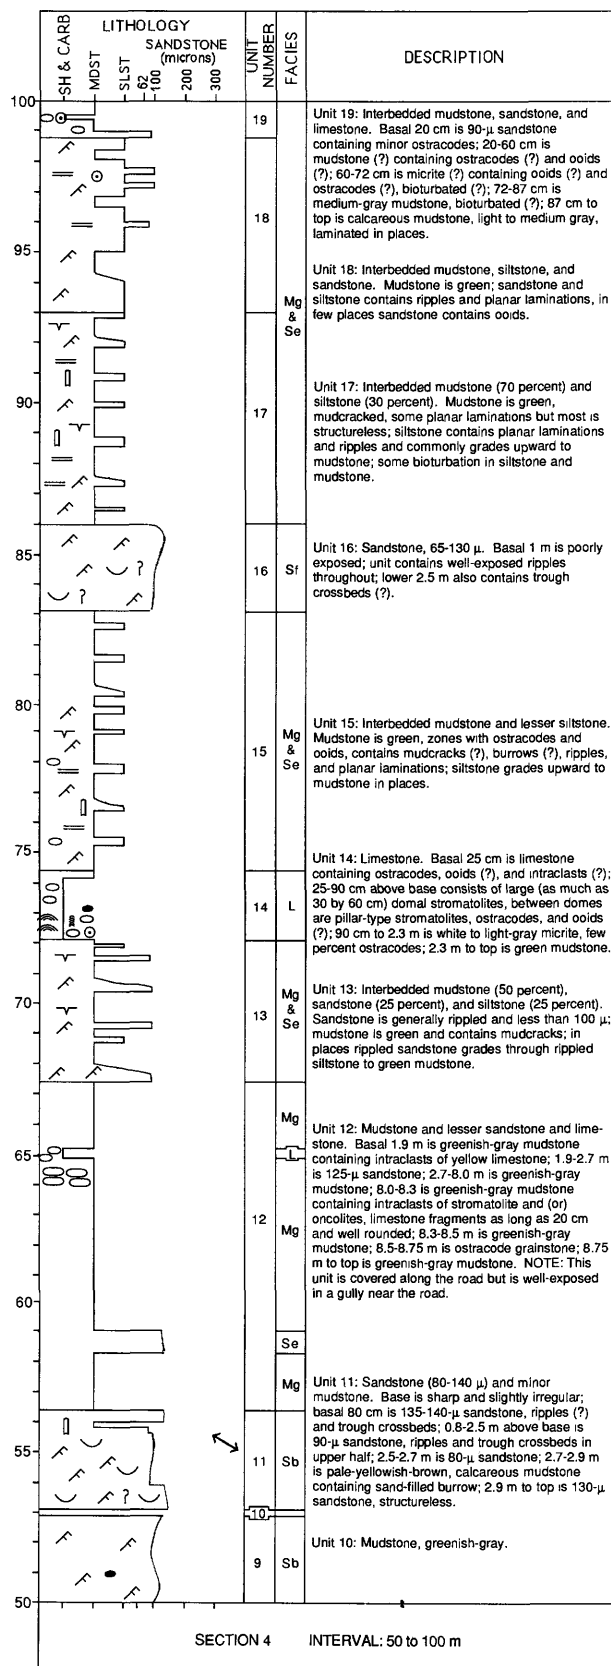 LITHOLOGY
SANDSTONE
(microns)
SH & CARB
MDST
SLST
62
100
200
300
UNIT
NUMBER
FACIES
DESCRIPTION
100
95
90
85
80
75
70
65
60
55
50
19
18
17
16
15
14
13
12
11
10
9
Mg
&
Se
Sf
Mg
&
Se
L
Mg
&
Se
Mg
L
Mg
Se
Mg
Sb
Sb
?
?
?
Unit 19: Interbedded mudstone, sandstone, and
limestone. Basal 20 cm is 90-μ sandstone
containing minor ostracodes; 20-60 cm is
mudstone (?) containing ostracodes (?) and ooids
(?); 60-72 cm is micrite (?) containing ooids (?) and
ostracodes (?), bioturbated (?); 72-87 cm is
medium-gray mudstone, bioturbated (?); 87 cm to
top is calcareous mudstone, light to medium gray,
laminated in places.
Unit 18: Interbedded mudstone, siltstone, and
sandstone. Mudstone is green; sandstone and
siltstone contains ripples and planar laminations, in
few places sandstone contains ooids.
Unit 17: Interbedded mudstone (70 percent) and
siltstone (30 percent). Mudstone is green,
mudcracked, some planar laminations but most is
structureless; siltstone contains planar laminations
and ripples and commonly grades upward to
mudstone; some bioturbation in siltstone and
mudstone.
Unit 16: Sandstone, 65-130 μ. Basal 1 m is poorly
exposed; unit contains well-exposed ripples
throughout; lower 2.5 m also contains trough
crossbeds (?).
Unit 15: Interbedded mudstone and lesser siltstone.
Mudstone is green, zones with ostracodes and
ooids, contains mudcracks (?), burrows (?), ripples,
and planar laminations; siltstone grades upward to
mudstone in places.
Unit 14: Limestone. Basal 25 cm is limestone
containing ostracodes, ooids (?), and intraclasts (?);
25-90 cm above base consists of large (as much as
30 by 60 cm) domal stromatolites, between domes
are pillar-type stromatolites, ostracodes, and ooids
(?); 90 cm to 2.3 m is white to light-gray micrite, few
percent ostracodes; 2.3 m to top is green mudstone.
Unit 13: Interbedded mudstone (50 percent),
sandstone (25 percent), and siltstone (25 percent).
Sandstone is generally rippled and less than 100 μ;
mudstone is green and contains mudcracks; in
places rippled sandstone grades through rippled
siltstone to green mudstone.
Unit 12: Mudstone and lesser sandstone and lime-
stone. Basal 1.9 m is greenish-gray mudstone
containing intraclasts of yellow limestone; 1.9-2.7 m
is 125-μ sandstone; 2.7-8.0 m is greenish-gray
mudstone; 8.0-8.3 is greenish-gray mudstone
containing intraclasts of stromatolite and (or)
oncolites, limestone fragments as long as 20 cm
and well rounded; 8.3-8.5 m is greenish-gray
mudstone; 8.5-8.75 m is ostracode grainstone; 8.75
m to top is greenish-gray mudstone. NOTE: This
unit is covered along the road but is well-exposed
in a gully near the road.
Unit 11: Sandstone (80-140 μ) and minor
mudstone. Base is sharp and slightly irregular;
basal 80 cm is 135-140-μ sandstone, ripples (?)
and trough crossbeds; 0.8-2.5 m above base is
90-μ sandstone, ripples and trough crossbeds in
upper half; 2.5-2.7 m is 80-μ sandstone; 2.7-2.9 m
is pale-yellowish-brown, calcareous mudstone
containing sand-filled burrow; 2.9 m to top is 130-μ
sandstone, structureless.
Unit 10: Mudstone, greenish-gray.
SECTION 4 INTERVAL: 50 to 100 m